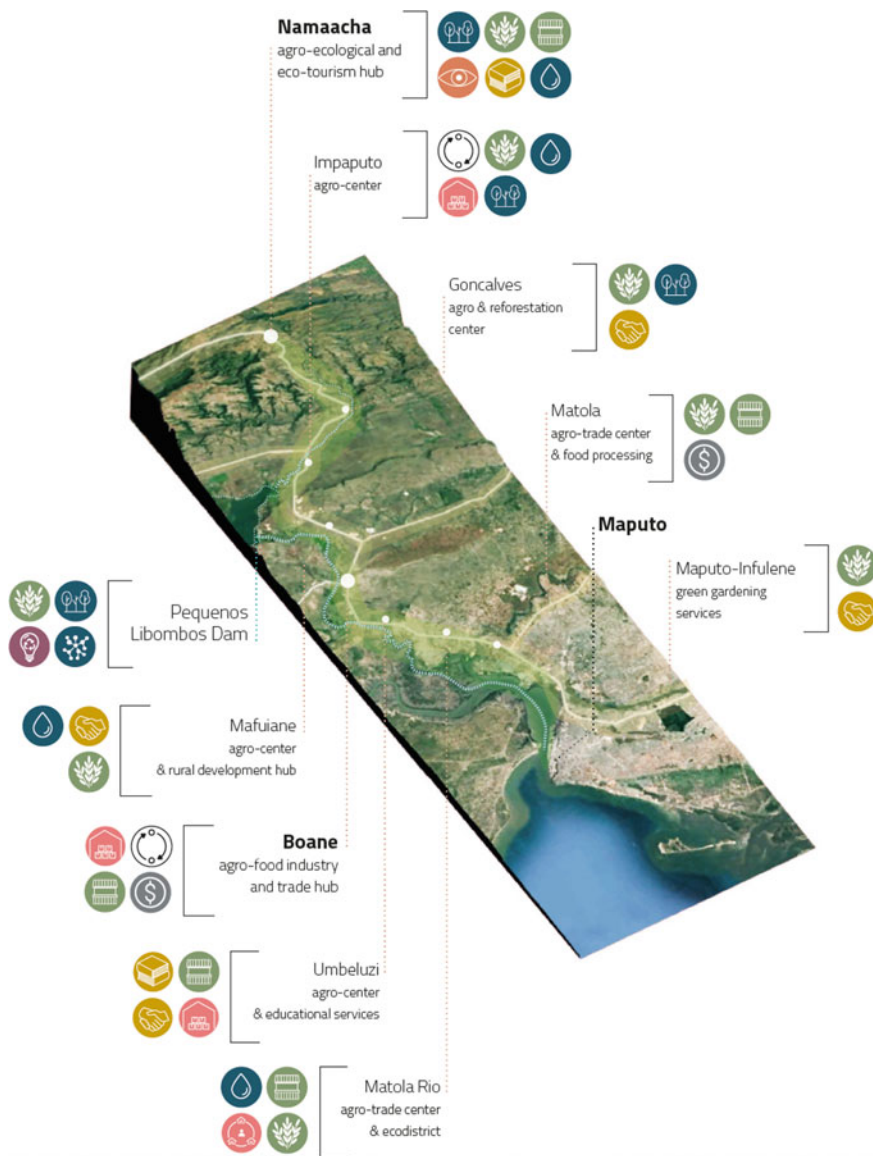 Namaacha
agro-ecological and
eco-tourism hub
Impaputo
agro-center
Goncalves
agro & reforestation
center
Matola
agro-trade center
& food processing
Maputo
Maputo-Infulene
green gardening
services
Pequenos
Libombos Dam
Mafuiane
agro-center
& rural development hub
Boane
agro-food industry
and trade hub
Umbeluzi
agro-center
& educational services
Matola Rio
agro-trade center
& ecodistrict